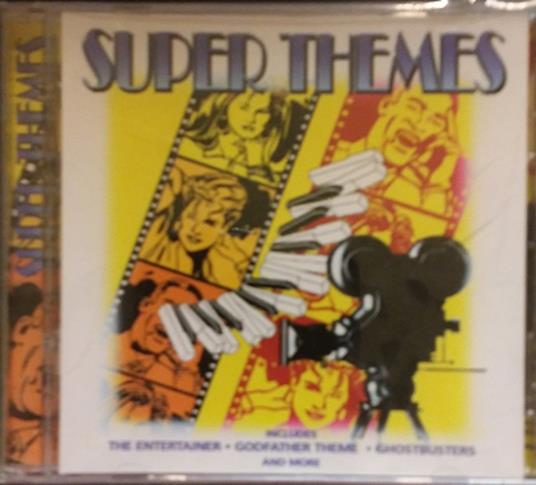 SUPER THEMES
SUPER THEMES
INCLUDES
THE ENTERTAINER • GODFATHER THEME • GHOSTBUSTERS
AND MORE